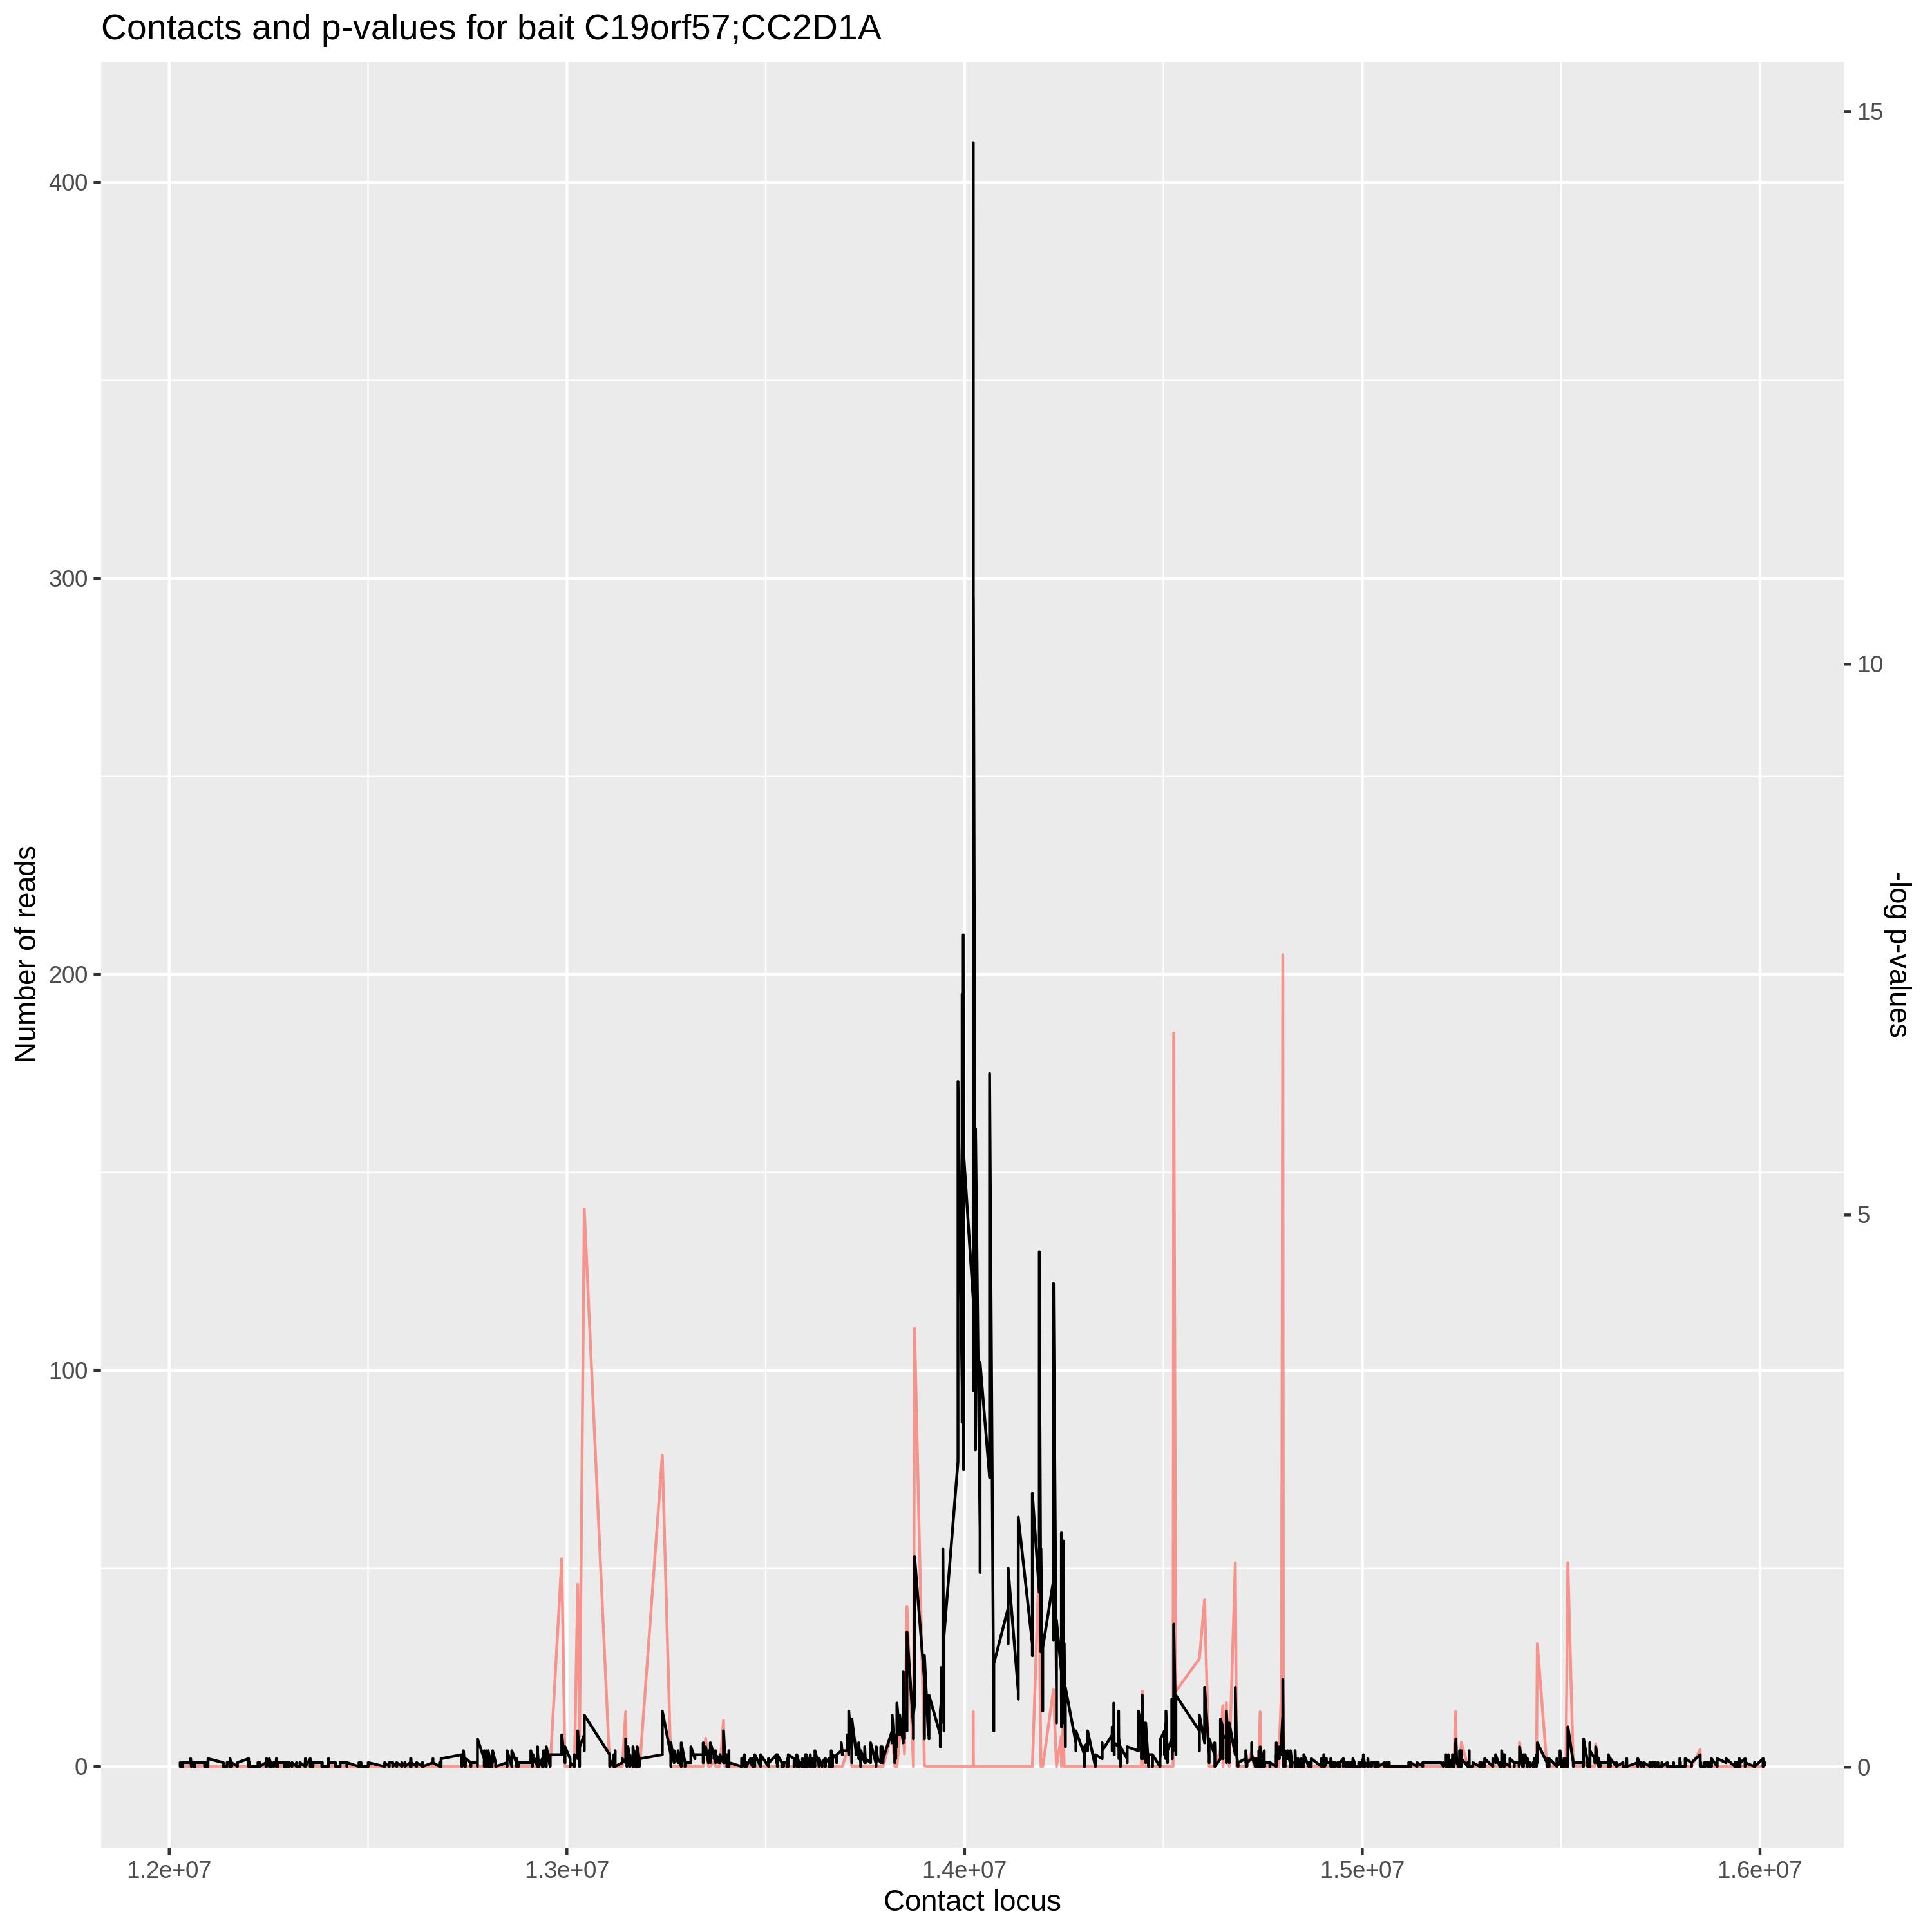 Contacts and p-values for bait C19orf57;CC2D1A
400
300
200
100
0
Number of reads
15
10
5
0
-log p-values
1.2e+07
1.3e+07
1.4e+07
1.5e+07
1.6e+07
Contact locus